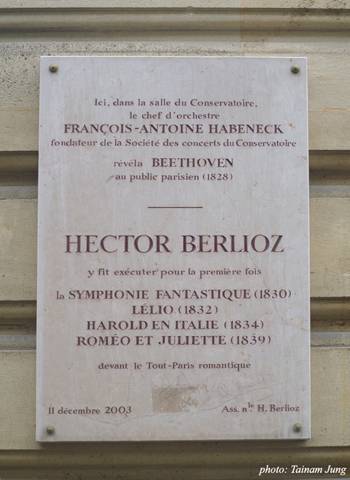 Ici, dans la salle du Conservatoire,
le chef d'orchestre
FRANÇOIS-ANTOINE HABENECK
fondateur de la Société des concerts du Conservatoire
révéla BEETHOVEN
au public parisien (1828)
HECTOR BERLIOZ
y fit exécuter pour la première fois
la SYMPHONIE FANTASTIQUE (1830)
LÉLIO (1832)
HAROLD EN ITALIE (1834)
ROMÉO ET JULIETTE (1839)
devant le Tout-Paris romantique
11 décembre 2003 Ass. nle H. Berlioz
photo: Tainam Jung